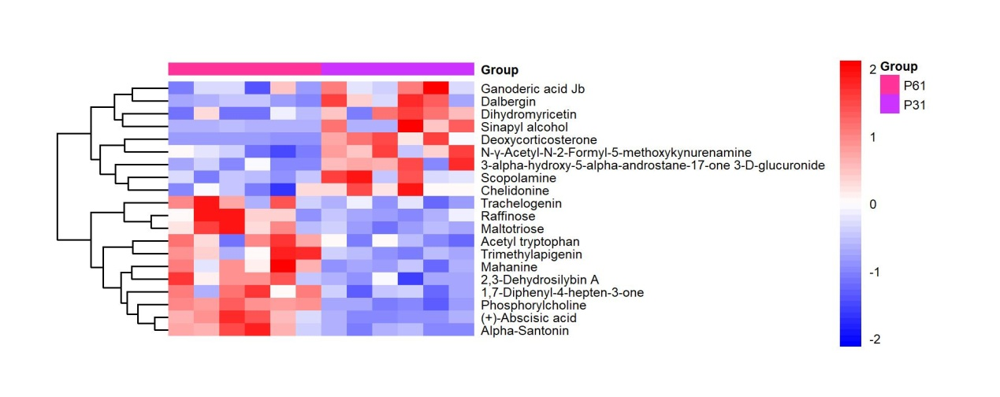 Group
Ganoderic acid Jb
Dalbergin
Dihydromyricetin
Sinapyl alcohol
Deoxycorticosterone
N-γ-Acetyl-N-2-Formyl-5-methoxykynurenamine
3-alpha-hydroxy-5-alpha-androstane-17-one 3-D-glucuronide
Scopolamine
Chelidonine
Trachelogenin
Raffinose
Maltotriose
Acetyl tryptophan
Trimethylapigenin
Mahanine
2,3-Dehydrosilybin A
1,7-Diphenyl-4-hepten-3-one
Phosphorylcholine
(+)-Abscisic acid
Alpha-Santonin
2
1
0
-1
-2
Group
P61
P31